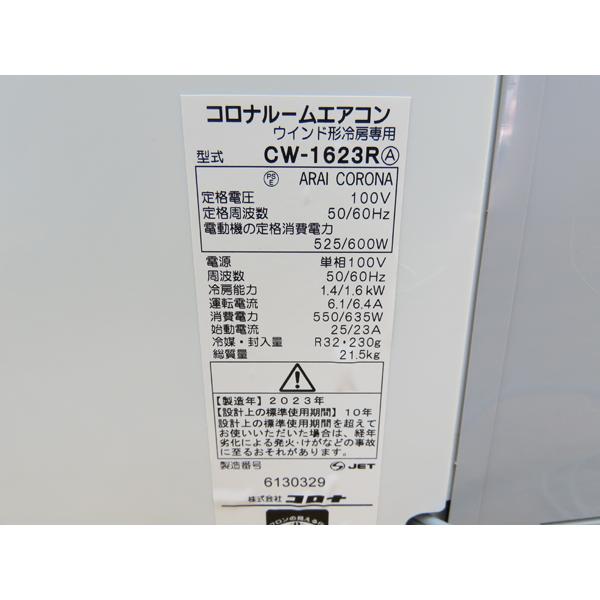 コロナルームエアコン
ウインド形冷房専用
型式 CW-1623RⒶ
PSE ARAI CORONA
定格電圧 100V
定格周波数 50/60Hz
電動機の定格消費電力
525/600W
電源 単相100V
周波数 50/60Hz
冷房能力 1.4/1.6kW
運転電流 6.1/6.4A
消費電力 550/635W
始動電流 25/23A
冷媒・封入量 R32・230g
総質量 21.5kg
【製造年】2023年
【設計上の標準使用期間】10年
設計上の標準使用期間を超えて
お使いいただいた場合は、経年
劣化による発火・けがなどの事故
に至るおそれがあります。
製造番号 JET
6130329
株式会社 コロナ